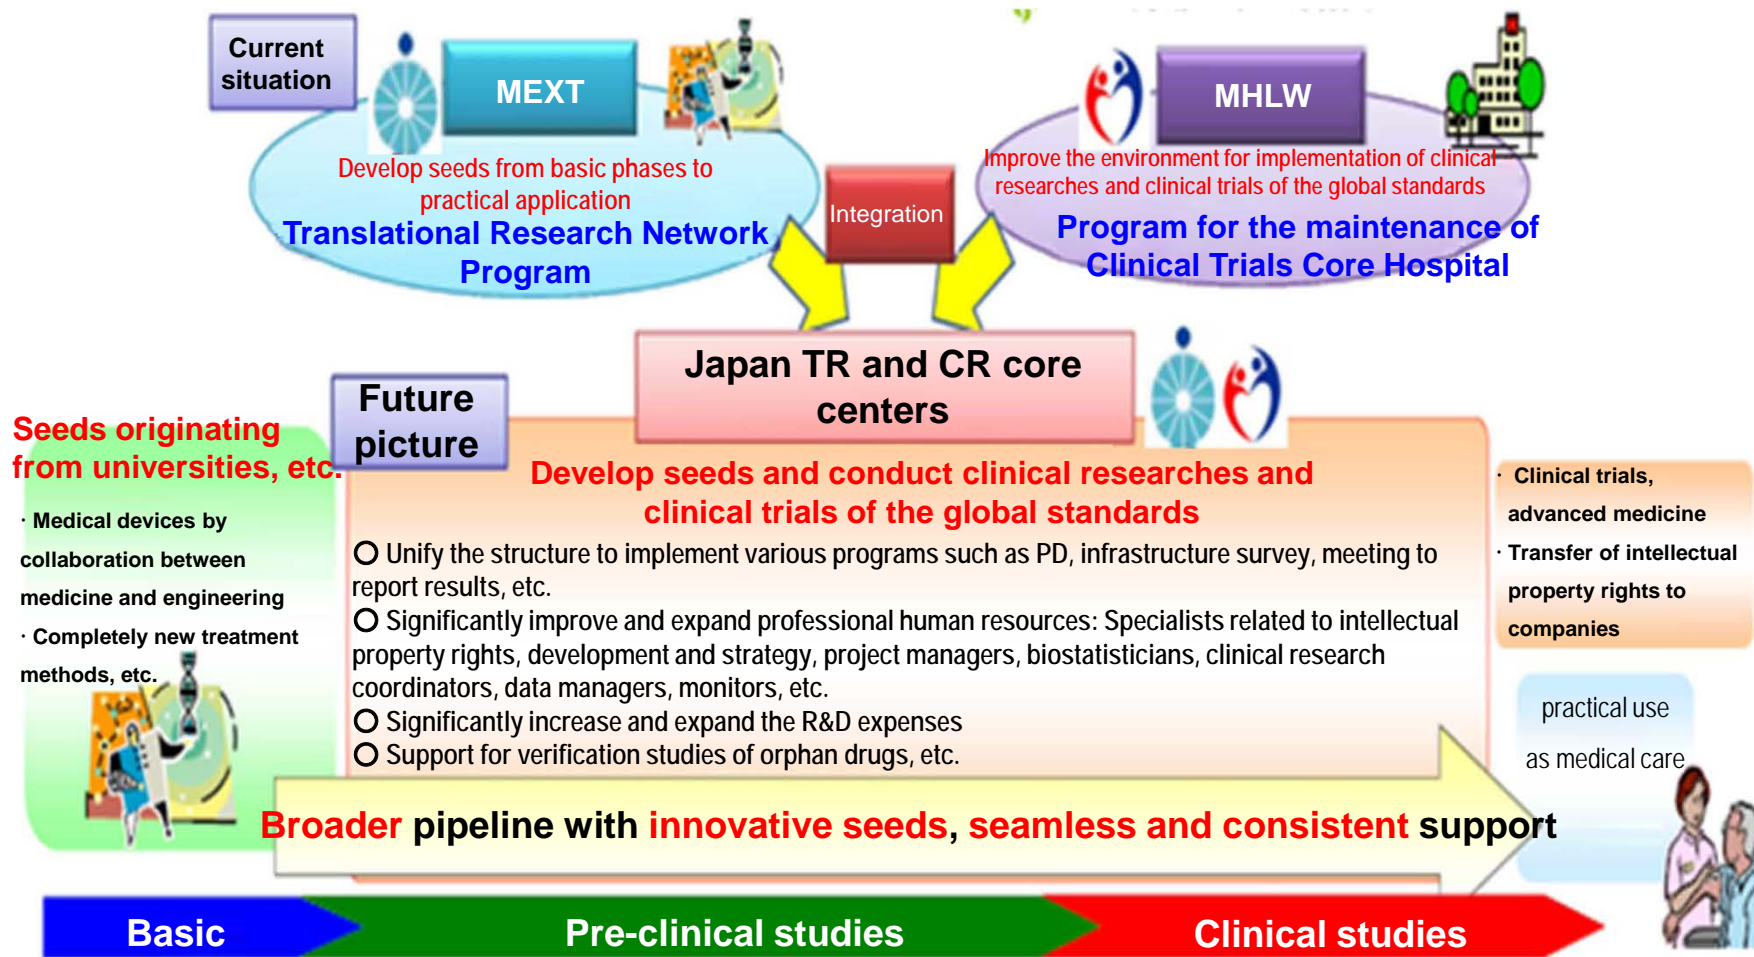 Current
situation
MEXT
Develop seeds from basic phases to
practical application
Translational Research Network
Program
Integration
MHLW
Improve the environment for implementation of clinical
researches and clinical trials of the global standards
Program for the maintenance of
Clinical Trials Core Hospital
Japan TR and CR core
centers
Future
picture
Seeds originating
from universities, etc.
· Medical devices by
collaboration between
medicine and engineering
· Completely new treatment
methods, etc.
Develop seeds and conduct clinical researches and
clinical trials of the global standards
○ Unify the structure to implement various programs such as PD, infrastructure survey, meeting to
report results, etc.
○ Significantly improve and expand professional human resources: Specialists related to intellectual
property rights, development and strategy, project managers, biostatisticians, clinical research
coordinators, data managers, monitors, etc.
○ Significantly increase and expand the R&D expenses
○ Support for verification studies of orphan drugs, etc.
· Clinical trials,
advanced medicine
· Transfer of intellectual
property rights to
companies
practical use
as medical care
Broader pipeline with innovative seeds, seamless and consistent support
Basic
Pre-clinical studies
Clinical studies